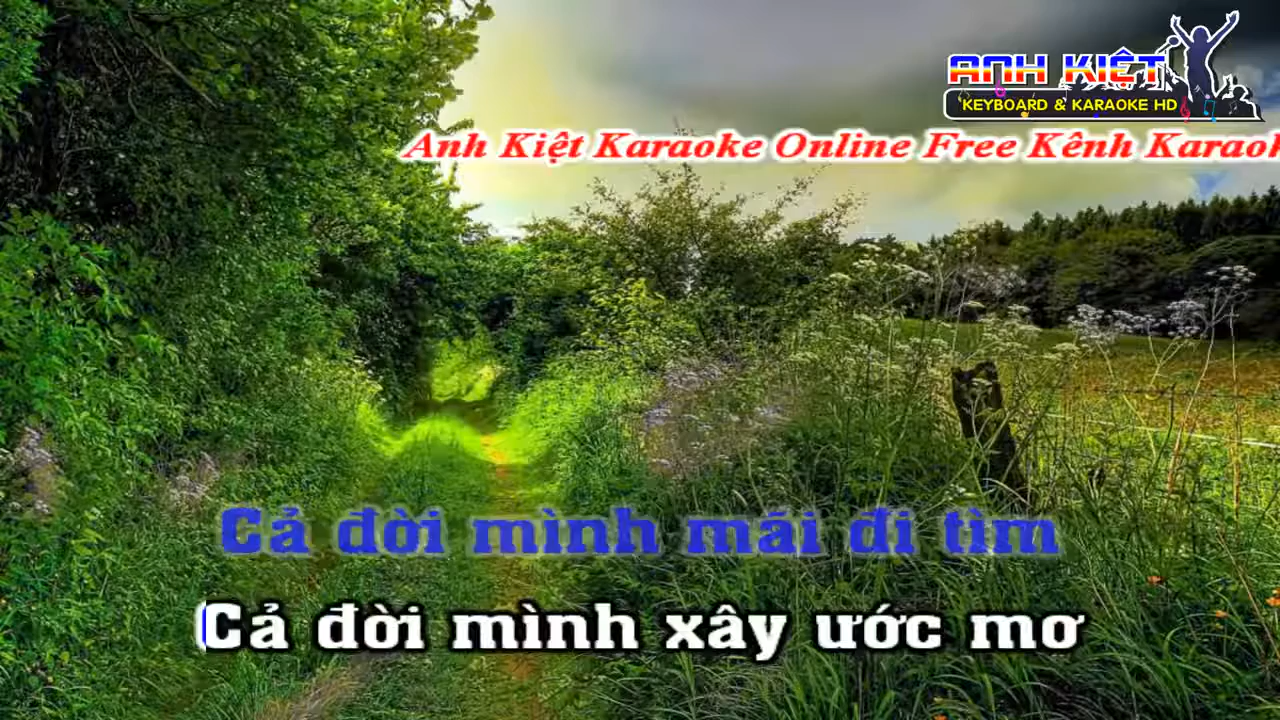 ANH KIỆT
KEYBOARD & KARAOKE HD
Anh Kiệt Karaoke Online Free Kênh Karaok
Cả đời mình mãi đi tìm
Cả đời mình xây ước mơ